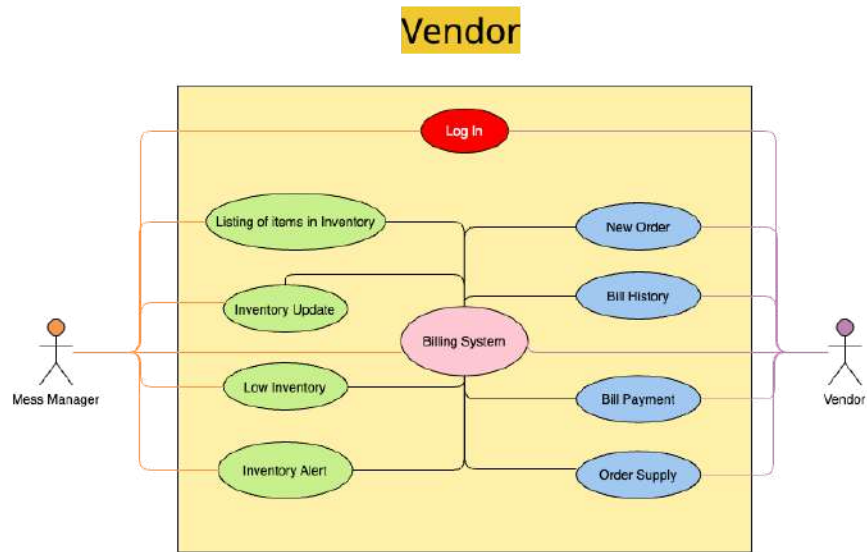 Vendor
Log In
Listing of items in Inventory
New Order
Inventory Update
Bill History
Billing System
Mess Manager
Vendor
Low Inventory
Bill Payment
Inventory Alert
Order Supply